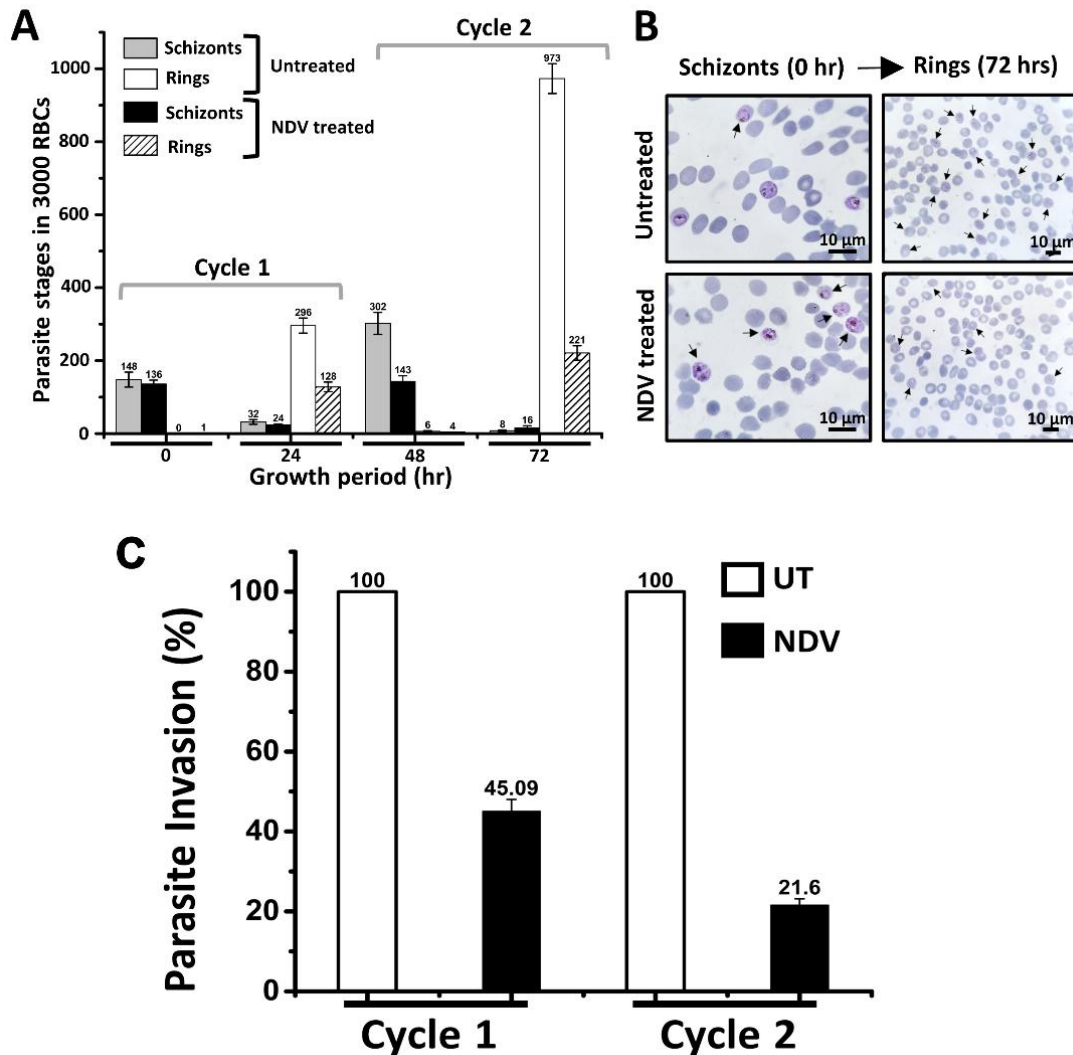 A
Schizonts
Rings
Untreated
Schizonts
Rings
NDV treated
Cycle 2
Cycle 1
Parasite stages in 3000 RBCs
1000
800
600
400
200
0
148
136
0
1
32
24
296
128
302
143
6
4
8
16
973
221
0
24
48
72
Growth period (hr)
B
Schizonts (0 hr) Rings (72 hrs)
Untreated
10 µm
10 µm
NDV treated
10 µm
10 µm
C
Parasite Invasion (%)
100
80
60
40
20
0
100
45.09
100
21.6
UT
NDV
Cycle 1
Cycle 2